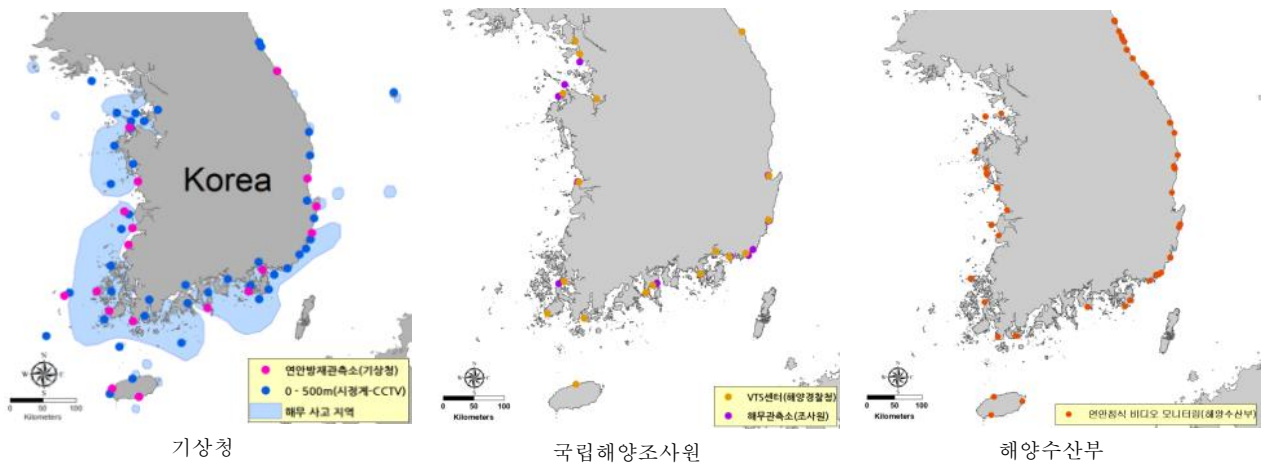 Korea
N
W
E
S
0
50
100
Kilometers
연안방재관측소(기상청)
0 - 500m(시정계-CCTV)
해무 사고 지역
기상청
N
W
E
S
0
50
100
Kilometers
VTS센터(해양경찰청)
해무관측소(조사원)
국립해양조사원
N
W
E
S
0
50
100
Kilometers
연안침식 비디오 모니터링(해양수산부)
해양수산부